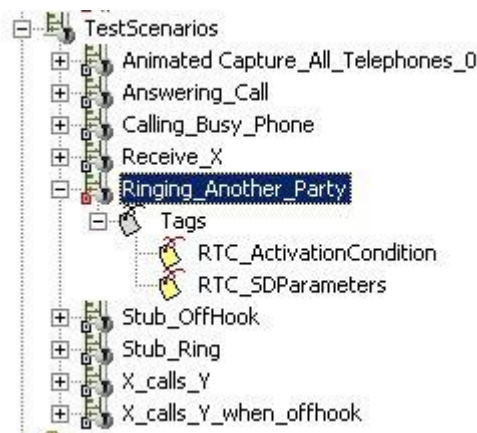 TestScenarios
Animated Capture_All_Telephones_0
Answering_Call
Calling_Busy_Phone
Receive_X
Ringing_Another_Party
Tags
RTC_ActivationCondition
RTC_SDParameters
Stub_OffHook
Stub_Ring
X_calls_Y
X_calls_Y_when_offhook